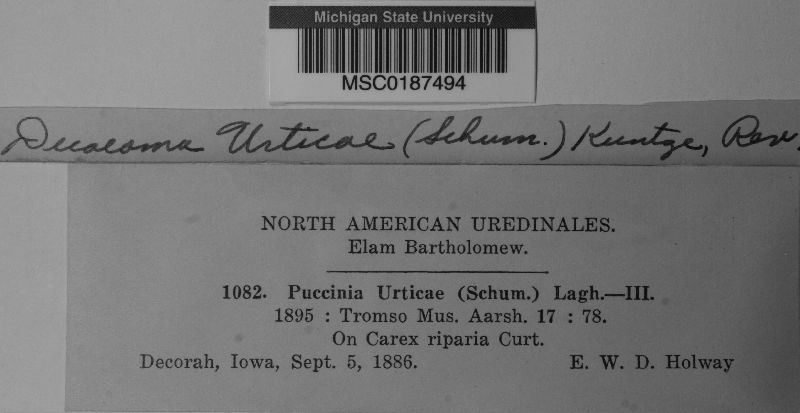 Michigan State University
MSC0187494
Dicaeoma Urticae (Schum.) Kuntze, Rev.
NORTH AMERICAN UREDINALES.
Elam Bartholomew.
1082. Puccinia Urticae (Schum.) Lagh.—III.
1895 : Tromso Mus. Aarsh. 17 : 78.
On Carex riparia Curt.
Decorah, Iowa, Sept. 5, 1886. E. W. D. Holway